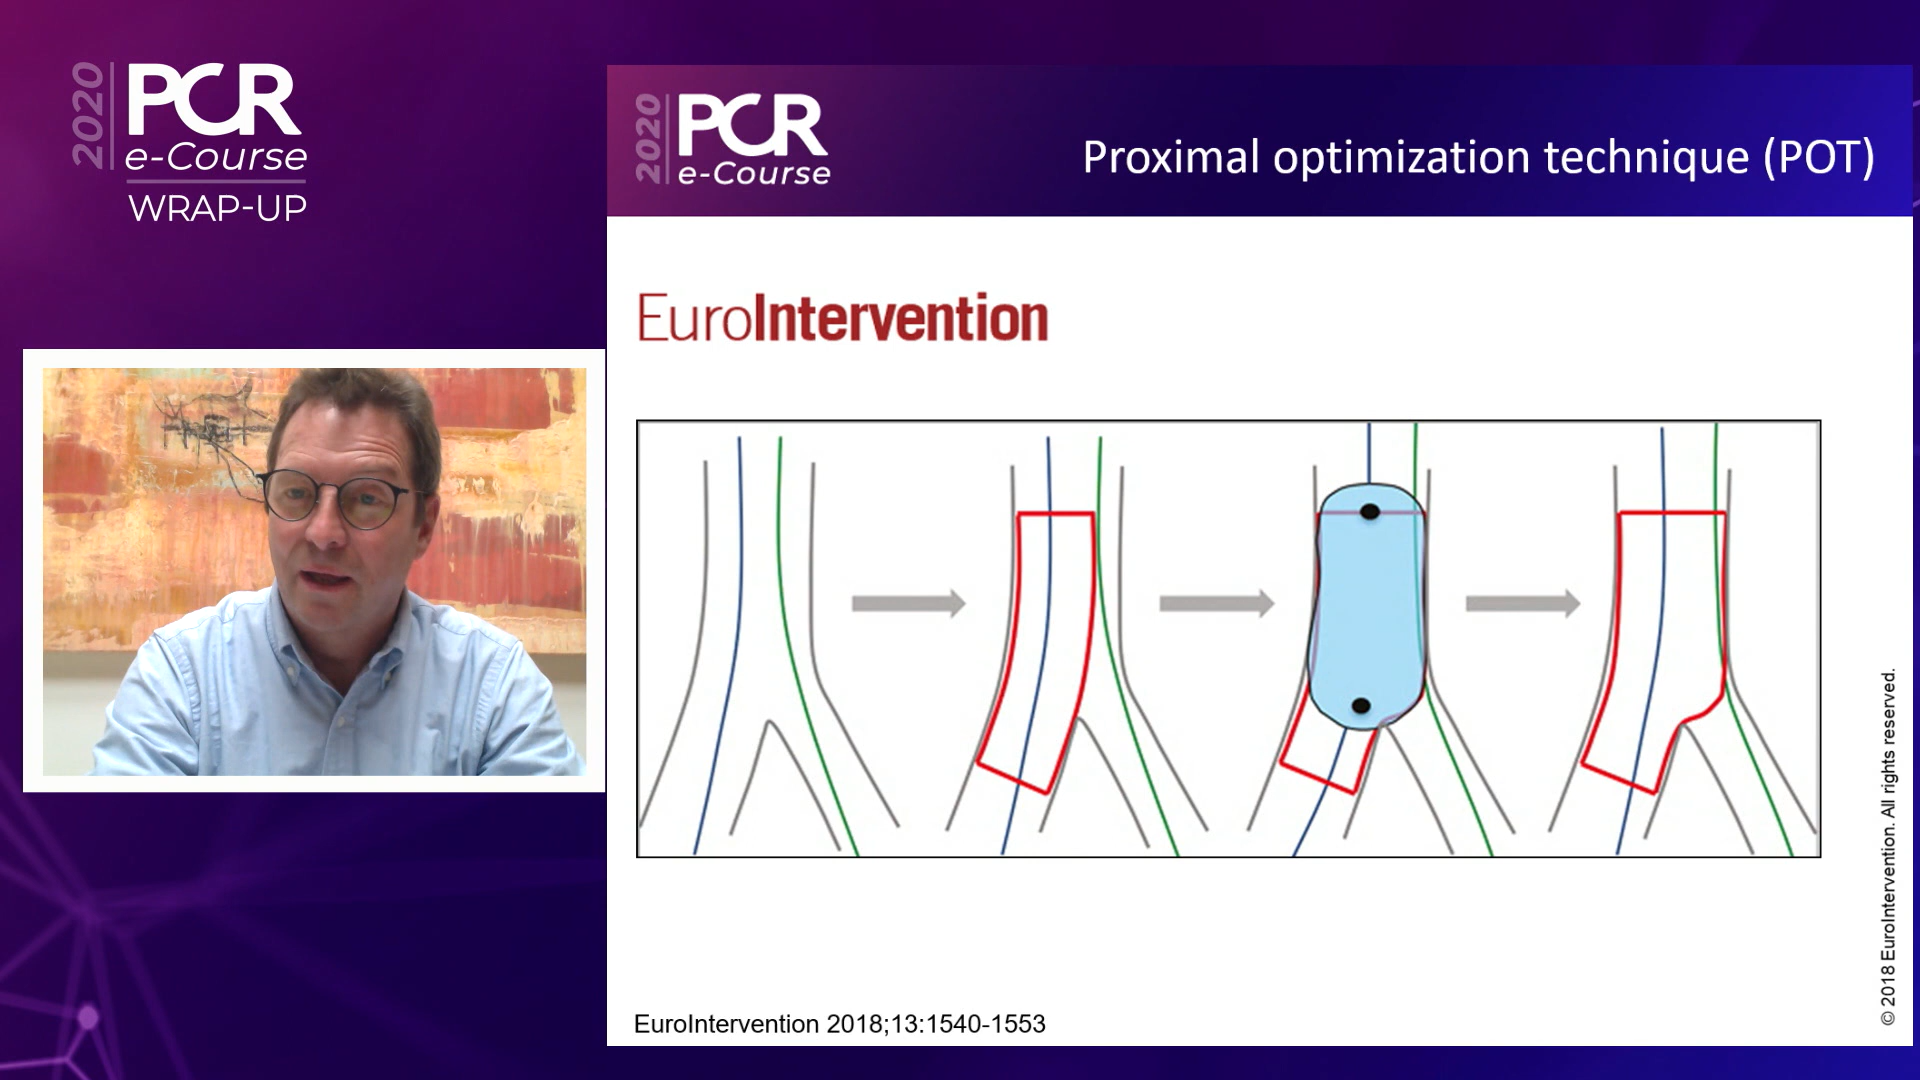 2020
PCR
e-Course
WRAP-UP
2020
PCR
e-Course
Proximal optimization technique (POT)
EuroIntervention
© 2018 EuroIntervention. All rights reserved.
EuroIntervention 2018;13:1540-1553